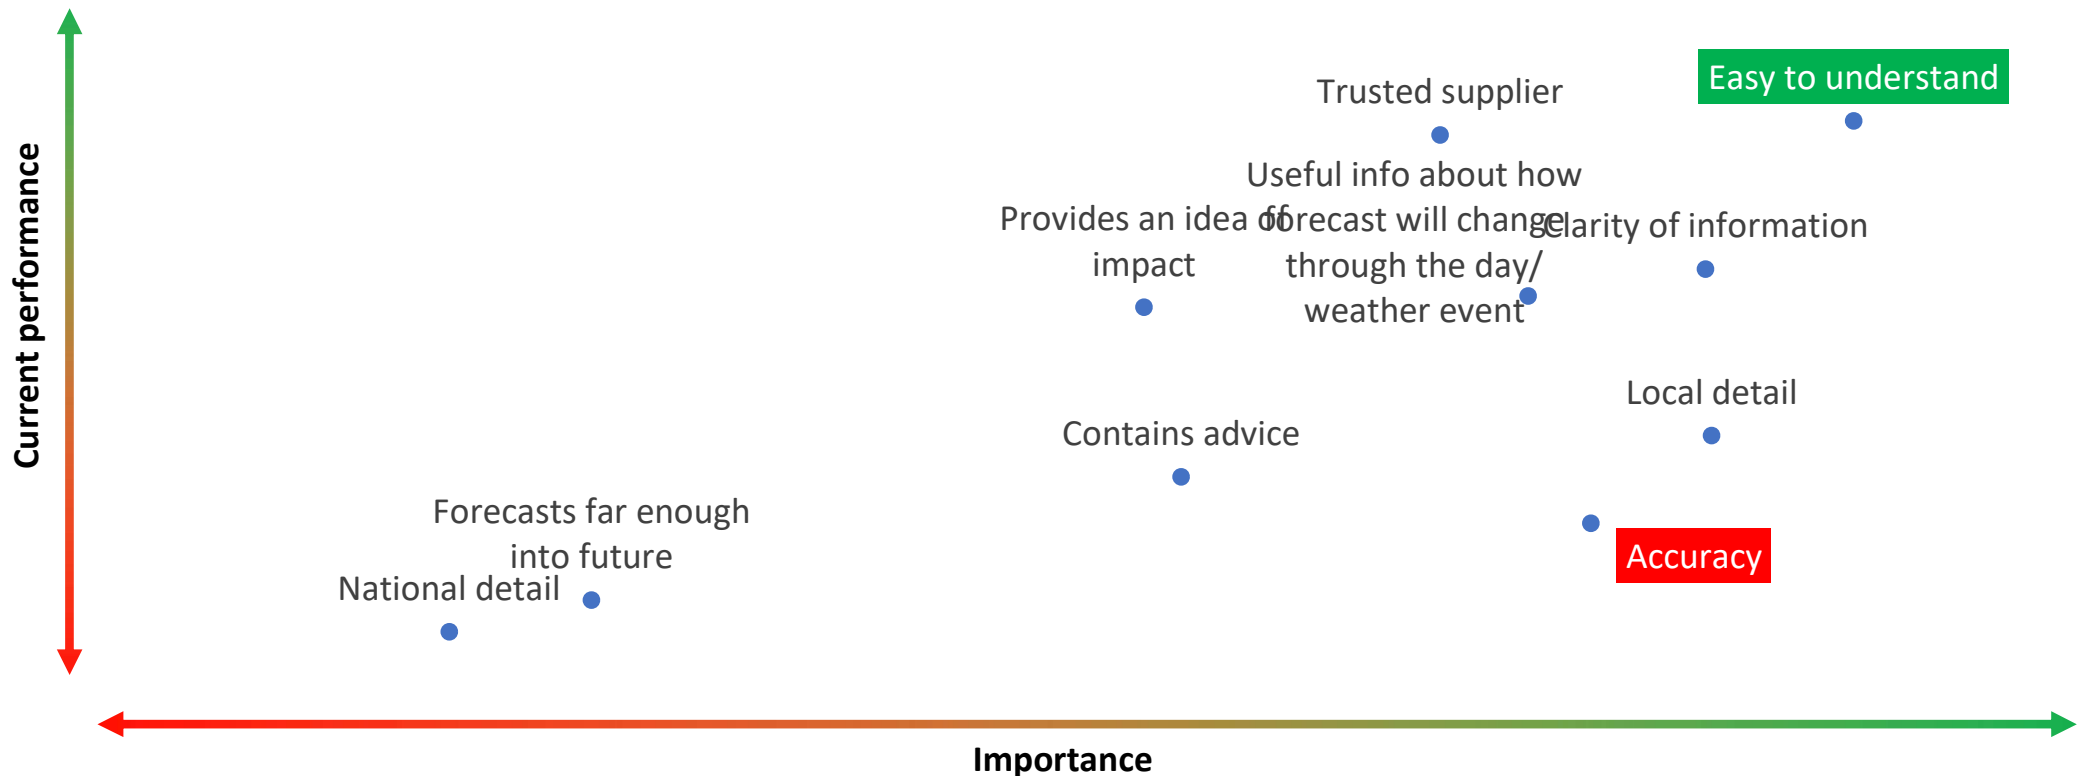 Easy to understand
Trusted supplier
Useful info about how
forecast will change
through the day/
weather event
Provides an idea of
impact
Clarity of information
Local detail
Contains advice
Forecasts far enough
into future
Accuracy
National detail
Current performance
Importance